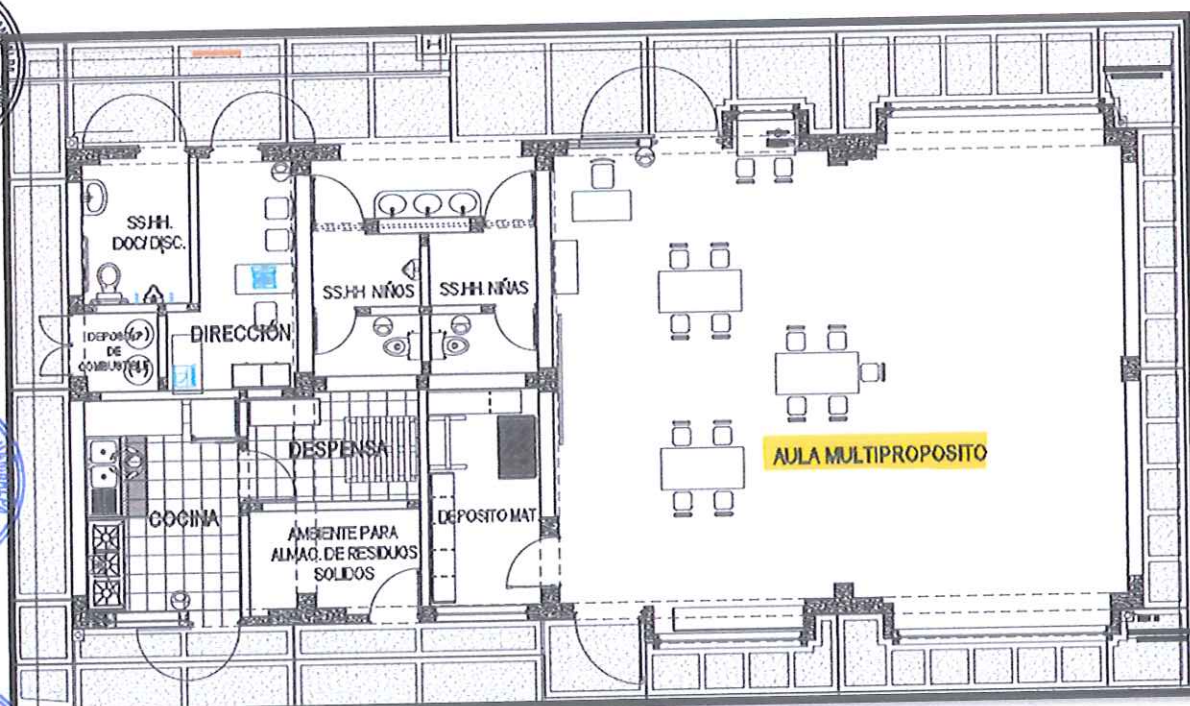 SS.HH.
DOC/ DISC.
DEPOSITO
DE
COMBUSTIBLE
DIRECCIÓN
SS.HH NIÑOS
SS.HH. NIÑAS
COCINA
DESPENSA
AMBIENTE PARA
ALMAC. DE RESIDUOS
SOLIDOS
DEPOSITO MAT.
AULA MULTIPROPOSITO